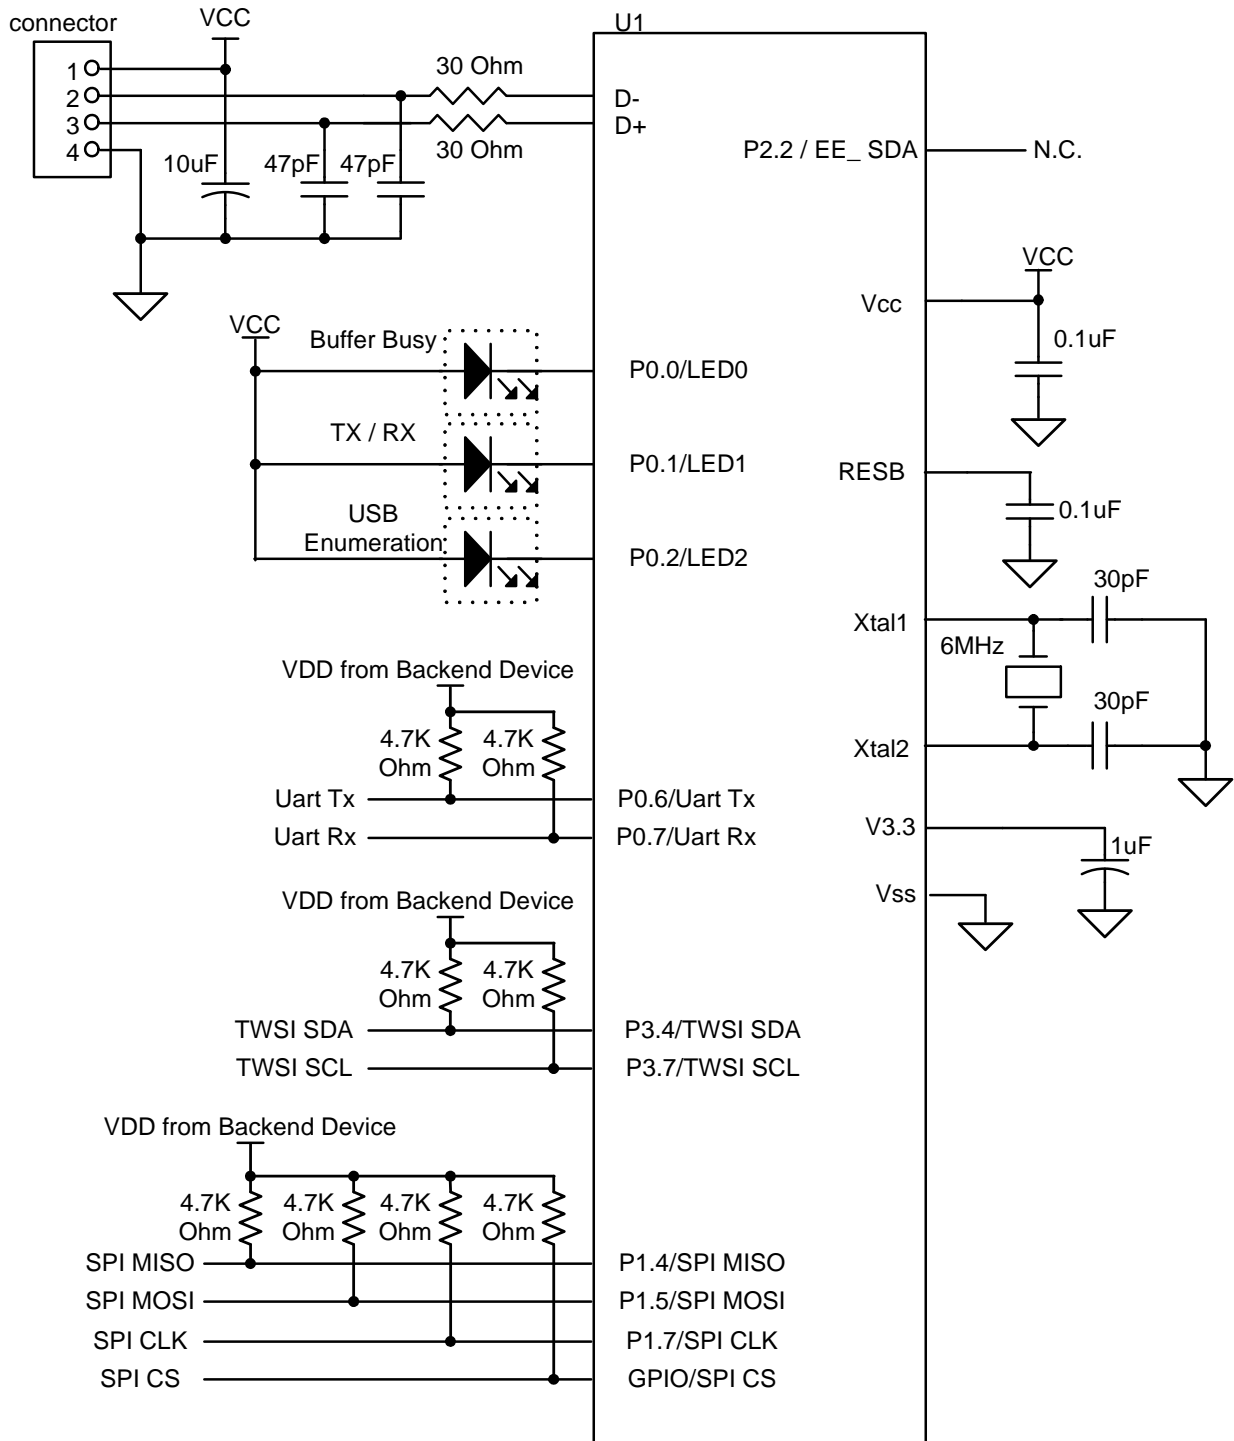 connector
VCC
U1
1
2
3
4
30 Ohm
30 Ohm
D-
D+
10uF
47pF
47pF
P2.2 / EE_ SDA
N.C.
VCC
Vcc
0.1uF
VCC
Buffer Busy
P0.0/LED0
TX / RX
P0.1/LED1
USB
Enumeration
P0.2/LED2
RESB
0.1uF
30pF
Xtal1
6MHz
30pF
Xtal2
VDD from Backend Device
4.7K
Ohm
4.7K
Ohm
Uart Tx
P0.6/Uart Tx
Uart Rx
P0.7/Uart Rx
V3.3
1uF
Vss
VDD from Backend Device
4.7K
Ohm
4.7K
Ohm
TWSI SDA
P3.4/TWSI SDA
TWSI SCL
P3.7/TWSI SCL
VDD from Backend Device
4.7K
Ohm
4.7K
Ohm
4.7K
Ohm
4.7K
Ohm
SPI MISO
P1.4/SPI MISO
SPI MOSI
P1.5/SPI MOSI
SPI CLK
P1.7/SPI CLK
SPI CS
GPIO/SPI CS